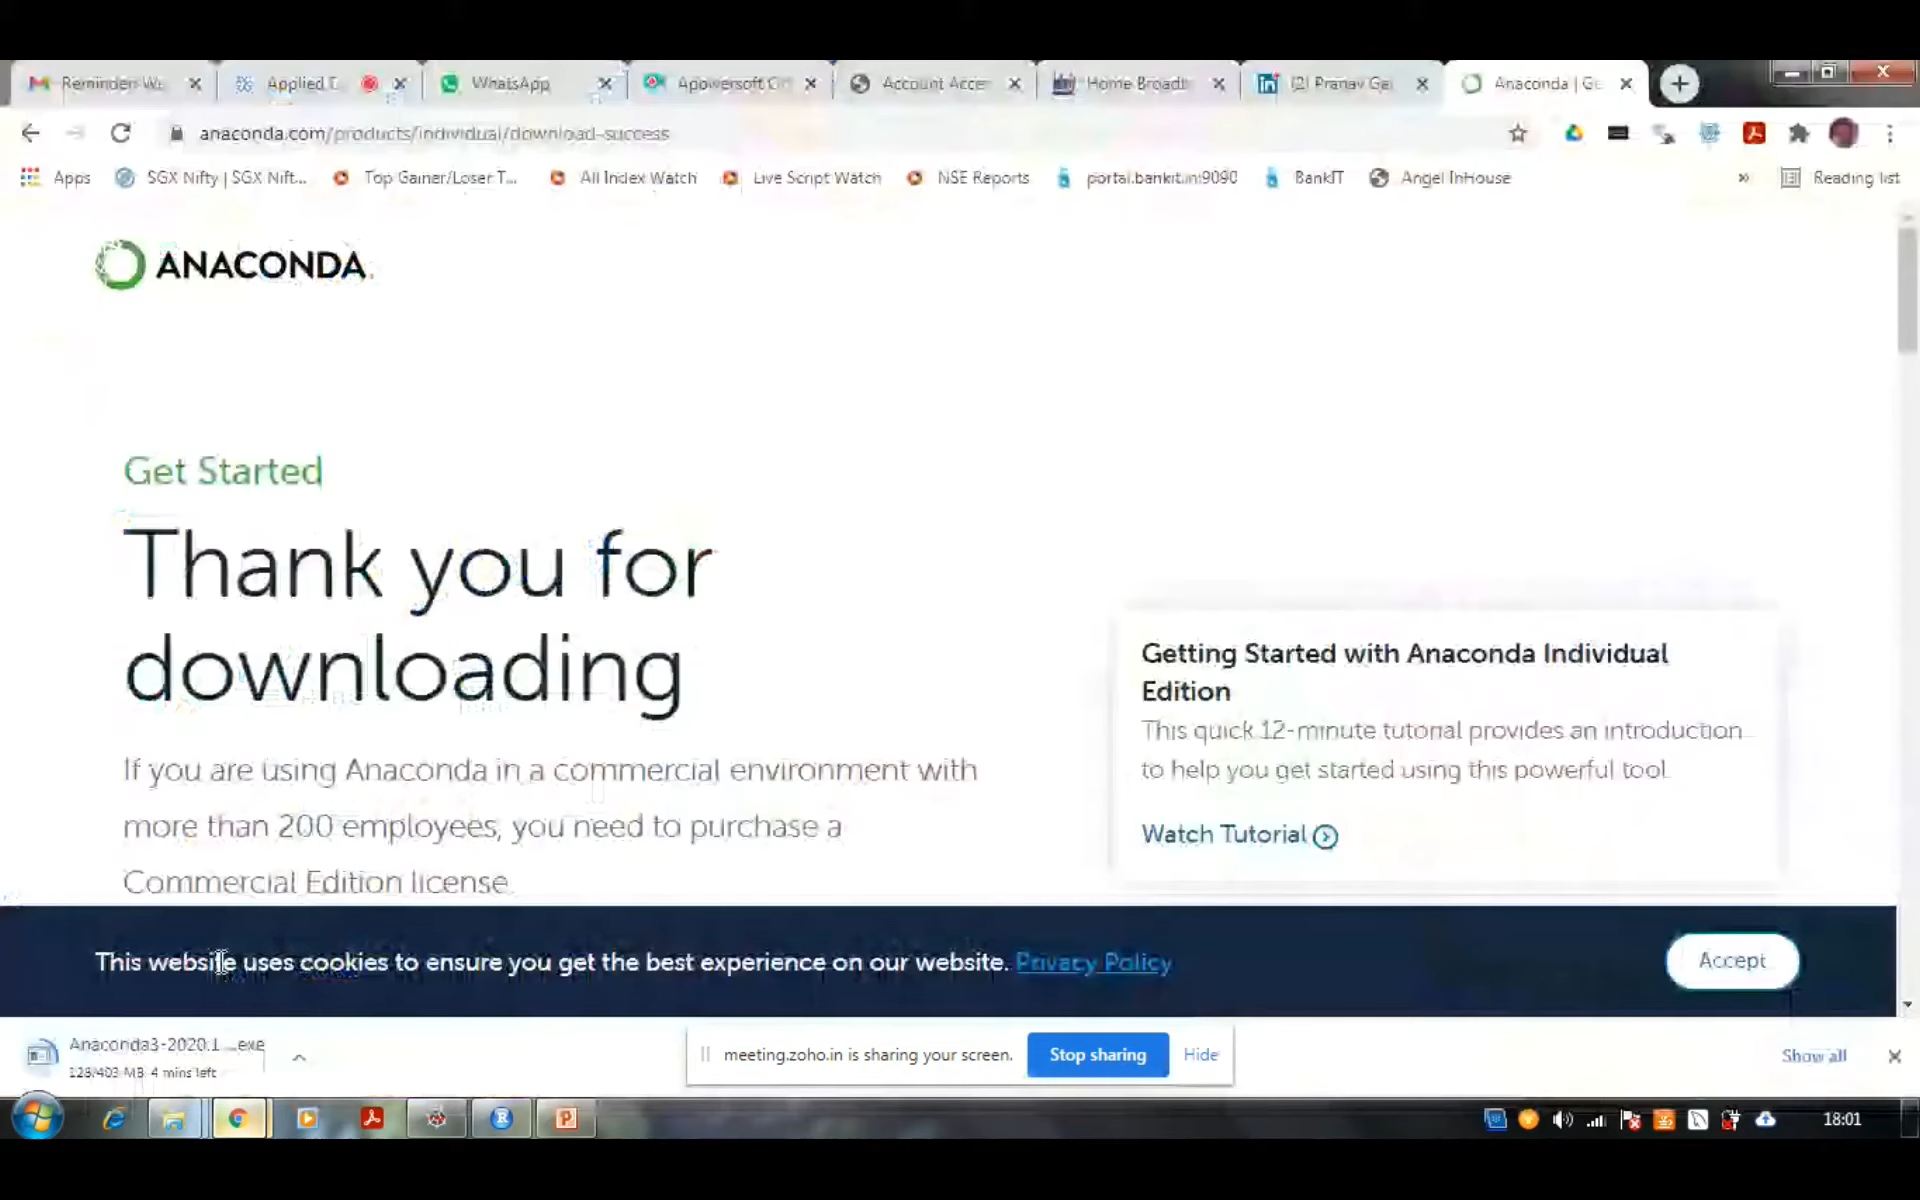 WhatsApp
Apowersoft
Account Acce
Home Broadb
(2) Pranav Ga
Anaconda | Ge
anaconda.com/products/individual/download-success
Apps
SGX Nifty | SGX Nift...
Top Gainer/Loser T...
All Index Watch
Live Script Watch
NSE Reports
portal.bankit.in:9090
BankIT
Angel InHouse
»
Reading list
ANACONDA.
Get Started
Thank you for
downloading
If you are using Anaconda in a commercial environment with
more than 200 employees, you need to purchase a
Commercial Edition license.
Getting Started with Anaconda Individual
Edition
This quick 12-minute tutorial provides an introduction
to help you get started using this powerful tool.
Watch Tutorial
This website uses cookies to ensure you get the best experience on our website. Privacy Policy
Accept
Anaconda3-2020.1....exe
128/403 MB, 4 mins left
meeting.zoho.in is sharing your screen.
Stop sharing
Hide
Show all
18:01